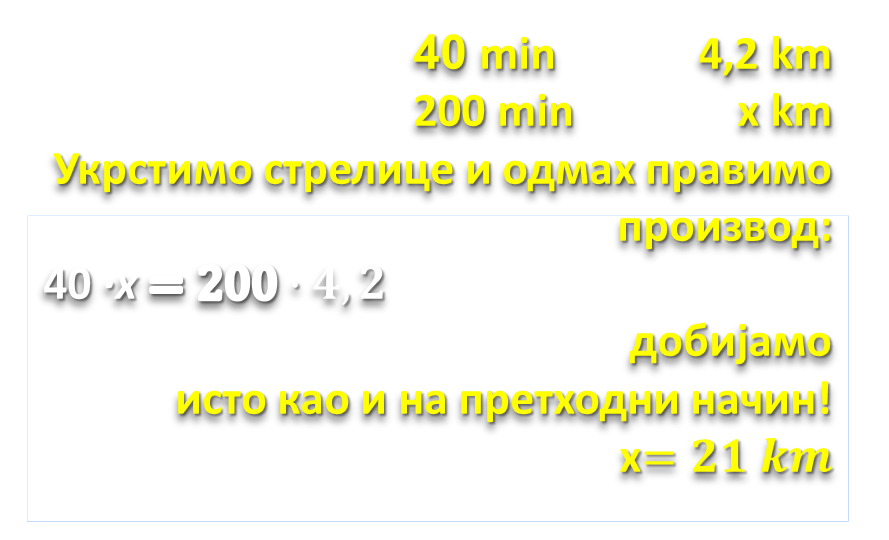 40 min 4,2 km
200 min x km
Укрстимо стрелице и одмах правимо
производ:
40 ·x = 200 · 4,2
добијамо
исто као и на претходни начин!
x= 21 km